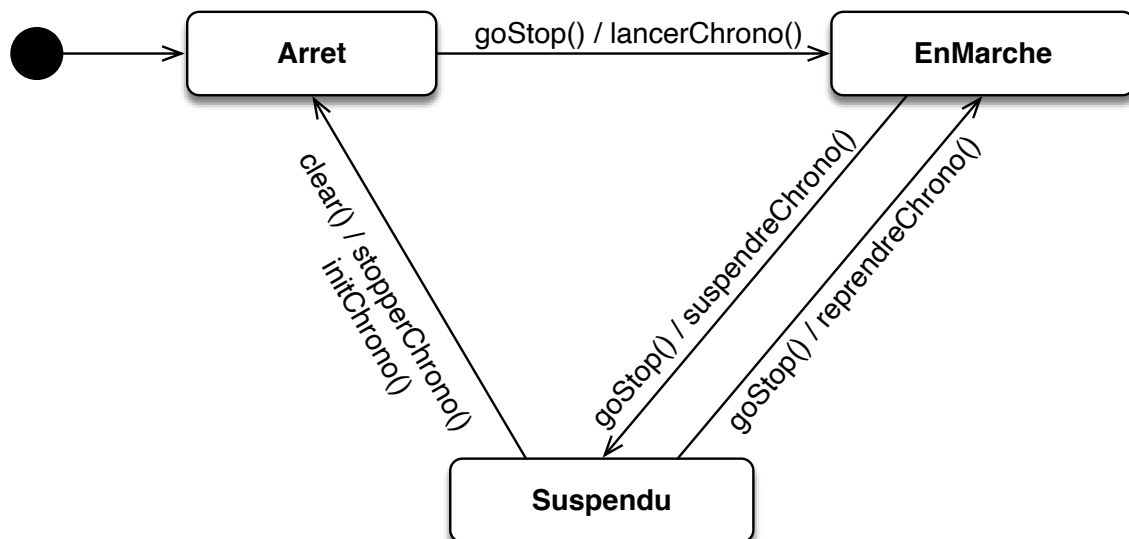 Arret
goStop() / lancerChrono()
EnMarche
clear() / stopperChrono()
initChrono()
goStop() / suspendreChrono()
goStop() / reprendreChrono()
Suspendu